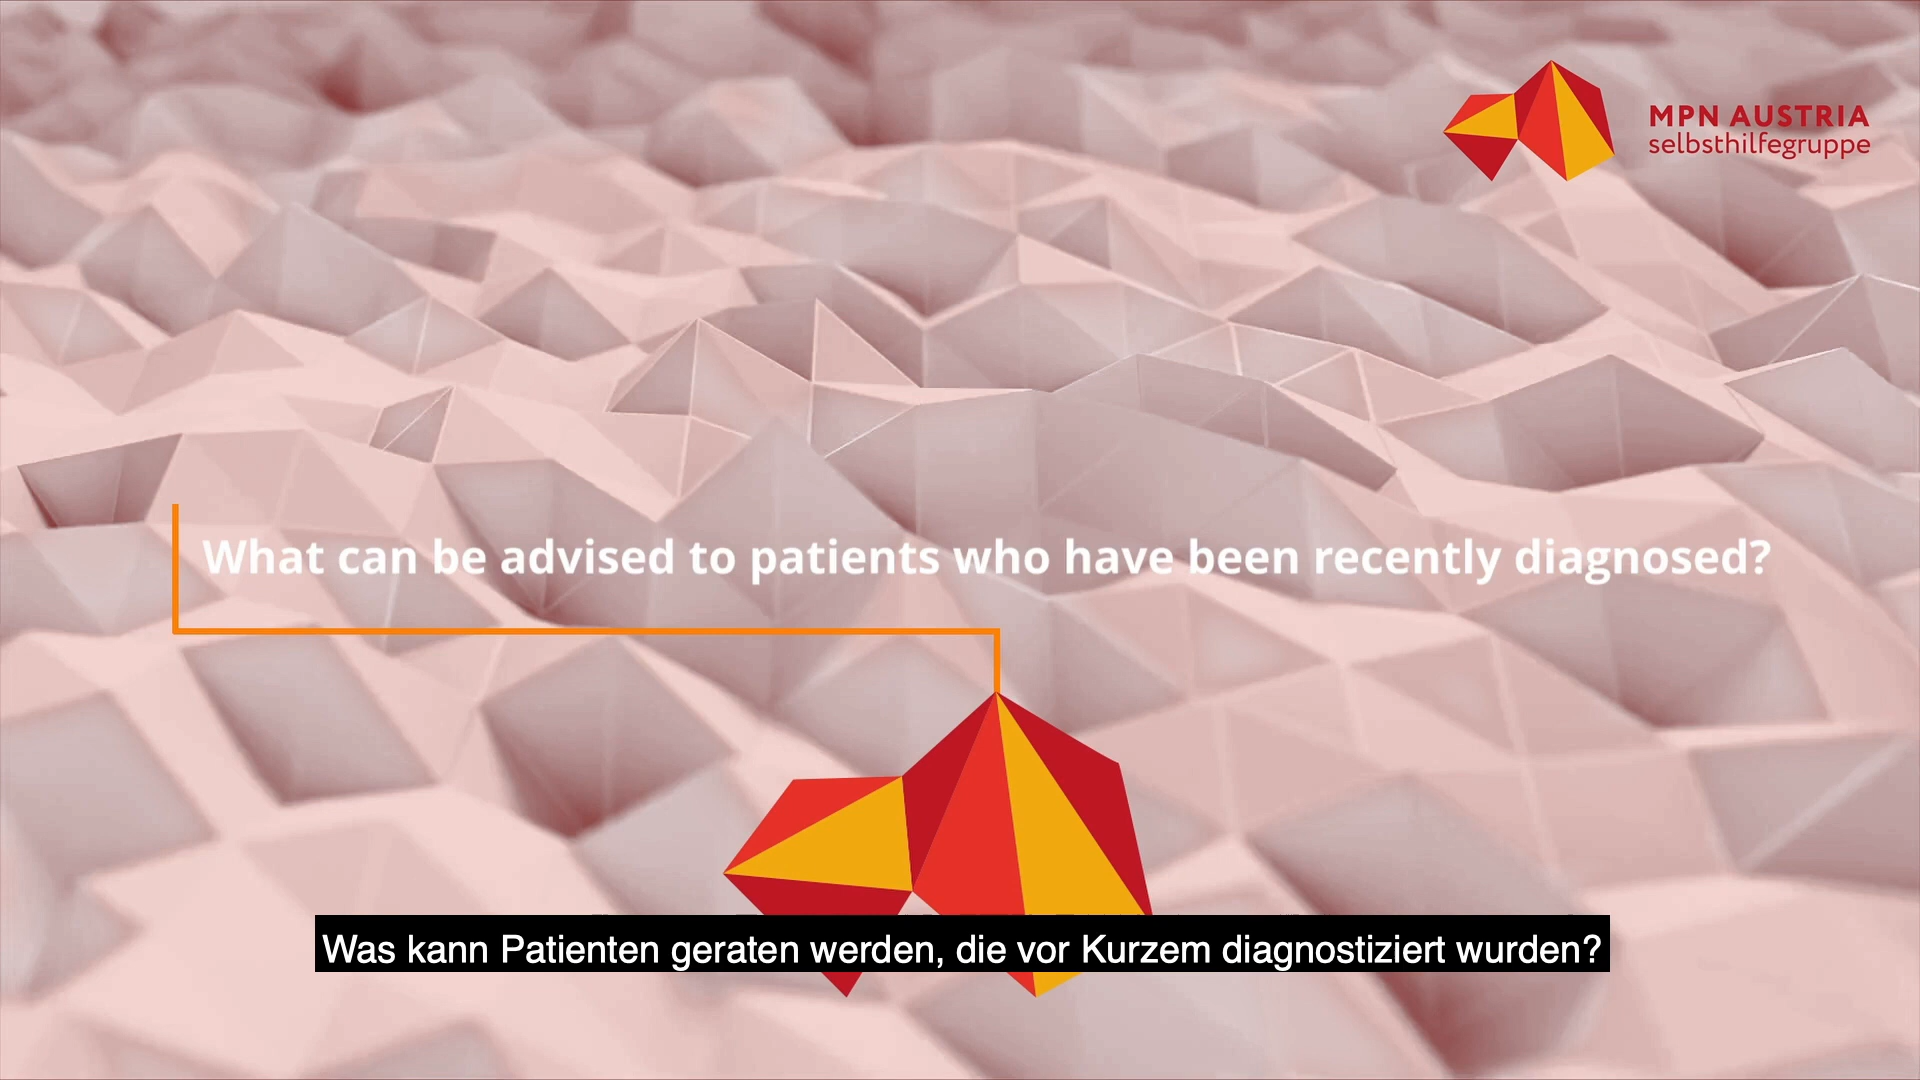 MPN AUSTRIA
selbsthilfegruppe
What can be advised to patients who have been recently diagnosed?
Was kann Patienten geraten werden, die vor Kurzem diagnostiziert wurden?